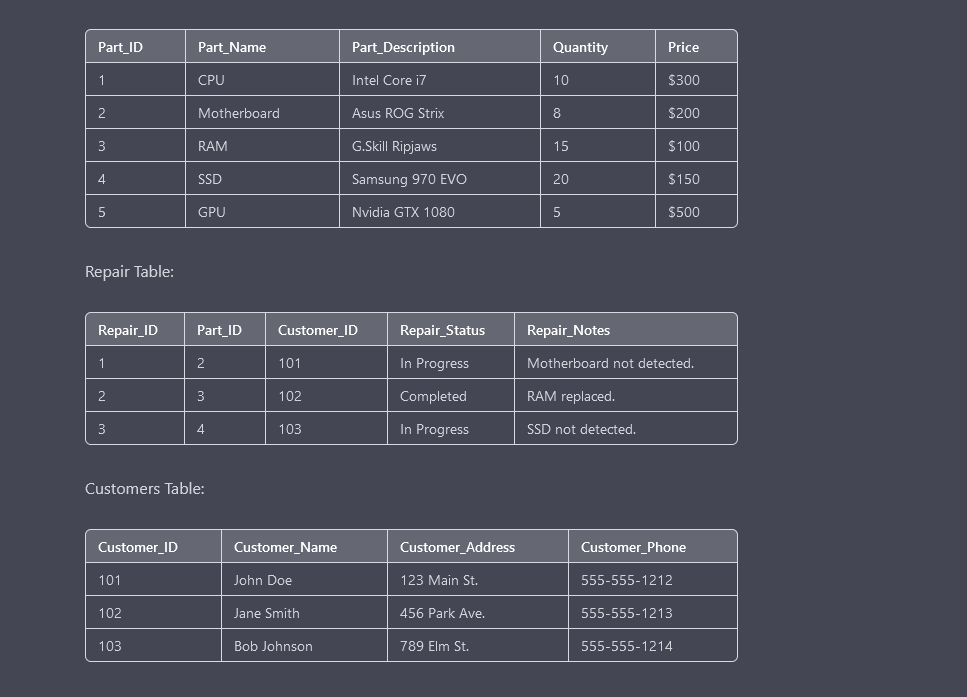 Part_ID Part_Name Part_Description Quantity Price
1 CPU Intel Core i7 10 $300
2 Motherboard Asus ROG Strix 8 $200
3 RAM G.Skill Ripjaws 15 $100
4 SSD Samsung 970 EVO 20 $150
5 GPU Nvidia GTX 1080 5 $500
Repair Table:
Repair_ID Part_ID Customer_ID Repair_Status Repair_Notes
1 2 101 In Progress Motherboard not detected.
2 3 102 Completed RAM replaced.
3 4 103 In Progress SSD not detected.
Customers Table:
Customer_ID Customer_Name Customer_Address Customer_Phone
101 John Doe 123 Main St. 555-555-1212
102 Jane Smith 456 Park Ave. 555-555-1213
103 Bob Johnson 789 Elm St. 555-555-1214